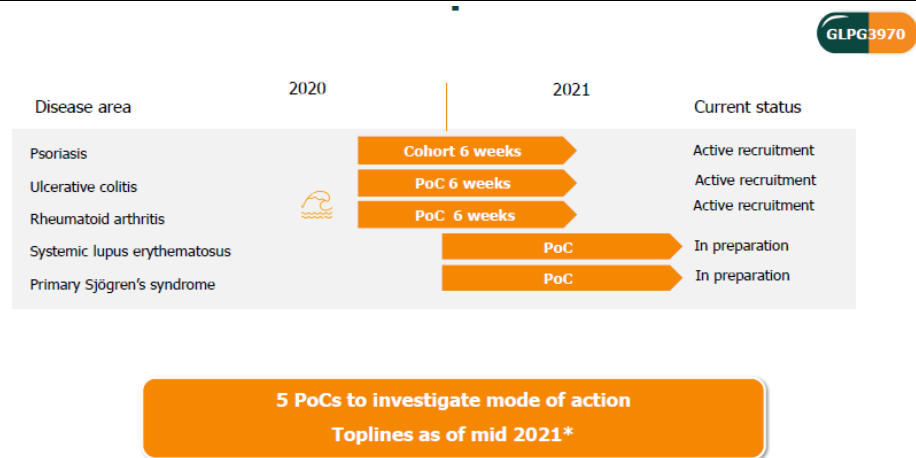 GLPG3970
2020 2021
Disease area Current status
Psoriasis Cohort 6 weeks Active recruitment
Ulcerative colitis PoC 6 weeks Active recruitment
Rheumatoid arthritis PoC 6 weeks Active recruitment
Systemic lupus erythematosus PoC In preparation
Primary Sjögren's syndrome PoC In preparation
5 PoCs to investigate mode of action
Toplines as of mid 2021*